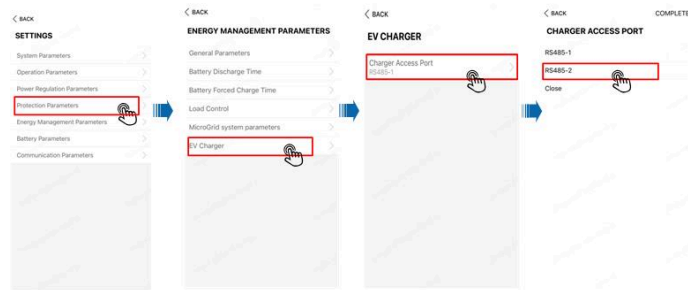 < BACK
SETTINGS
System Parameters
Operation Parameters
Power Regulation Parameters
Protection Parameters
Energy Management Parameters
Battery Parameters
Communication Parameters
< BACK
ENERGY MANAGEMENT PARAMETERS
General Parameters
Battery Discharge Time
Battery Forced Charge Time
Load Control
MicroGrid system parameters
EV Charger
< BACK
EV CHARGER
Charger Access Port
RS485-1
< BACK COMPLETE
CHARGER ACCESS PORT
RS485-1
RS485-2
Close